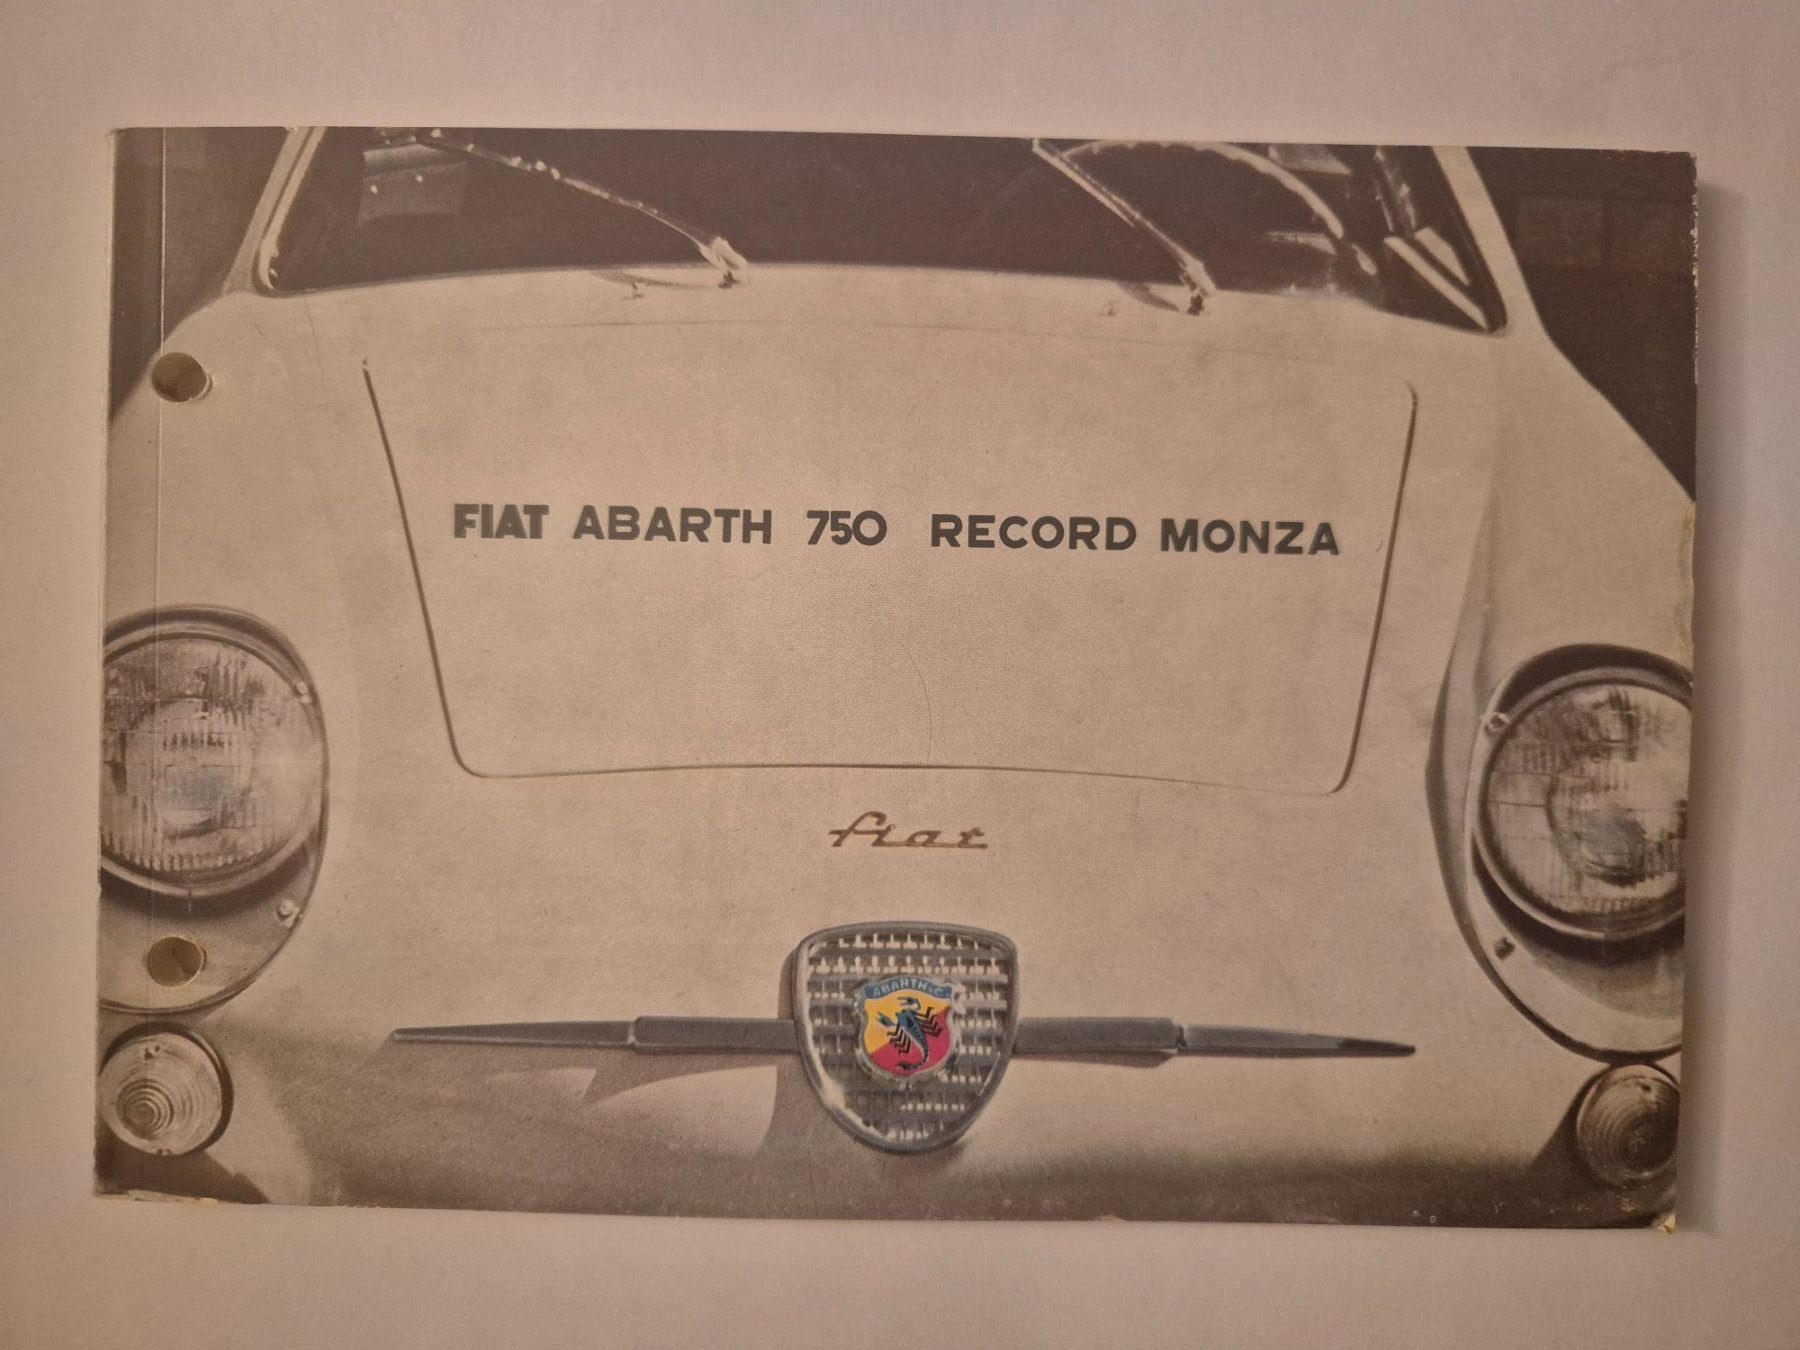 FIAT ABARTH 750 RECORD MONZA
fiat
ABARTH & C